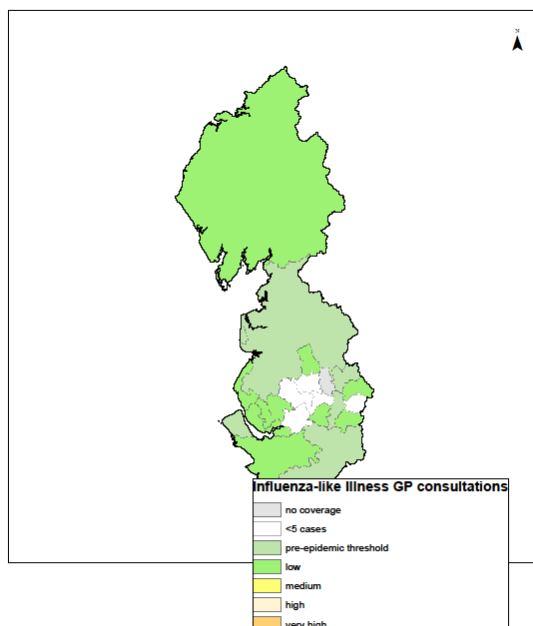 Influenza-like Illness GP consultations
no coverage
<5 cases
pre-epidemic threshold
low
medium
high
very high